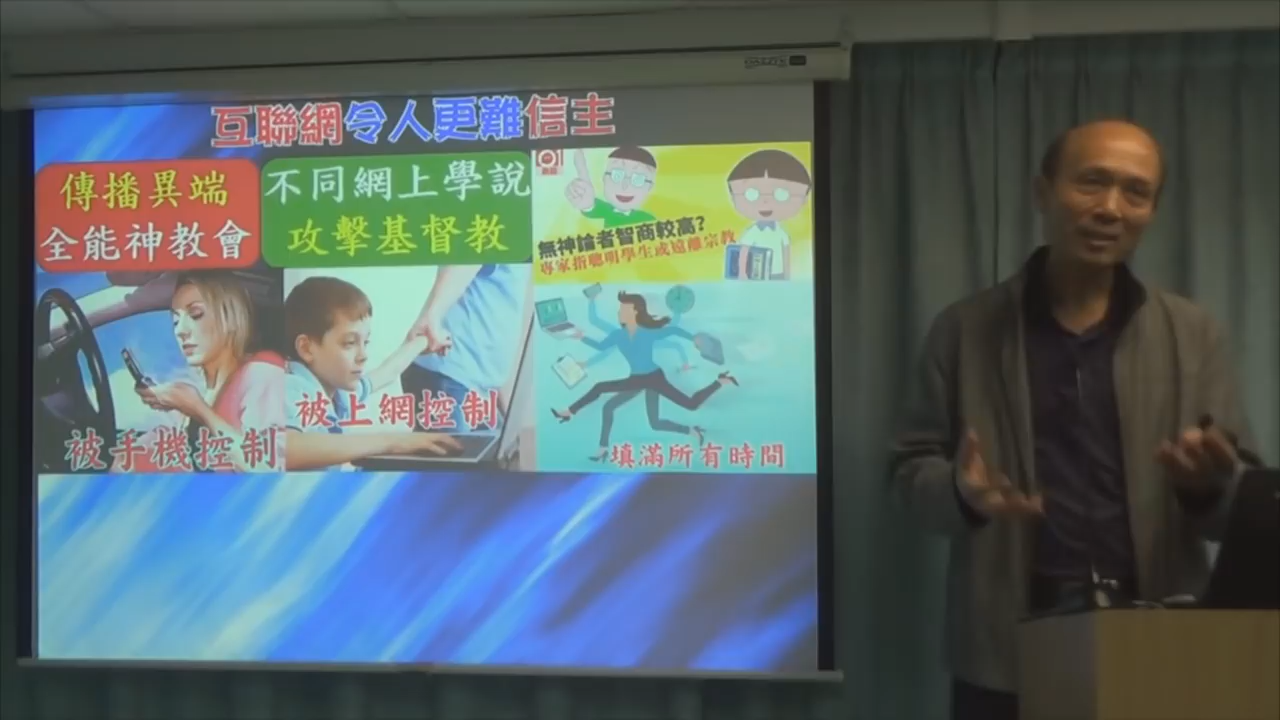 互聯網令人更難信主
傳播異端
全能神教會
不同網上學說
攻擊基督教
無神論者智商較高?
專家指聰明學生或遠離宗教
被手機控制
被上網控制
填滿所有時間